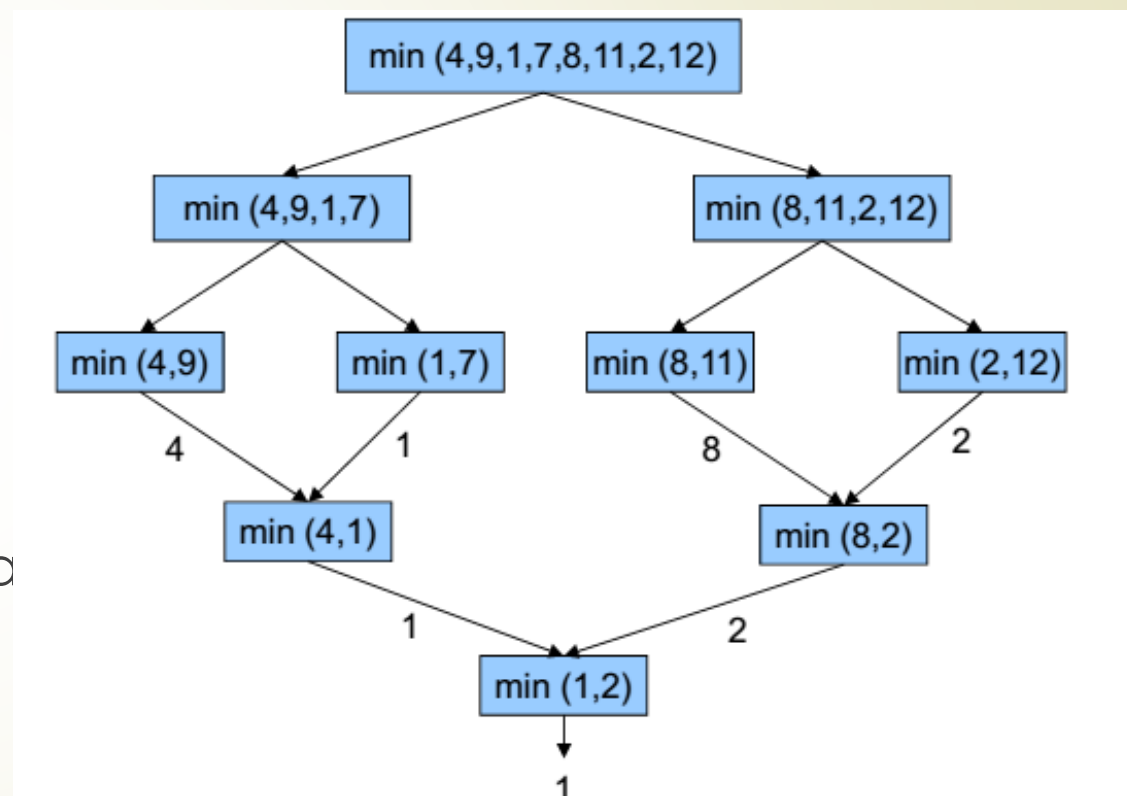 min (4,9,1,7,8,11,2,12)
min (4,9,1,7)
min (8,11,2,12)
min (4,9)
min (1,7)
min (8,11)
min (2,12)
4
1
8
2
min (4,1)
min (8,2)
1
2
min (1,2)
1